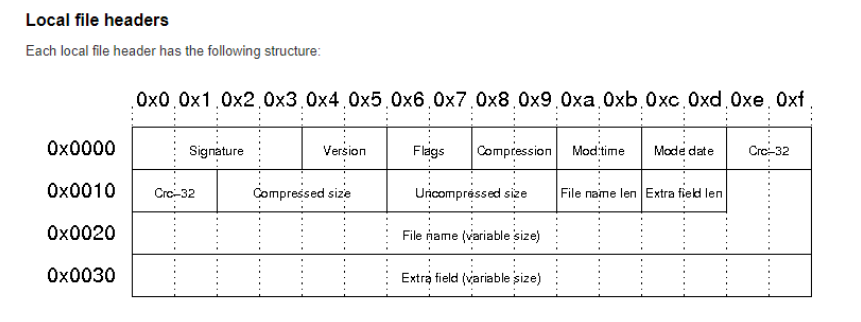 Local file headers
Each local file header has the following structure:
0x0 0x1 0x2 0x3 0x4 0x5 0x6 0x7 0x8 0x9 0xa 0xb 0xc 0xd 0xe 0xf
0x0000 Signature Version Flags Compression Mod time Mode date Crc-32
0x0010 Crc-32 Compressed size Uncompressed size File name len Extra field len
0x0020 File name (variable size)
0x0030 Extra field (variable size)